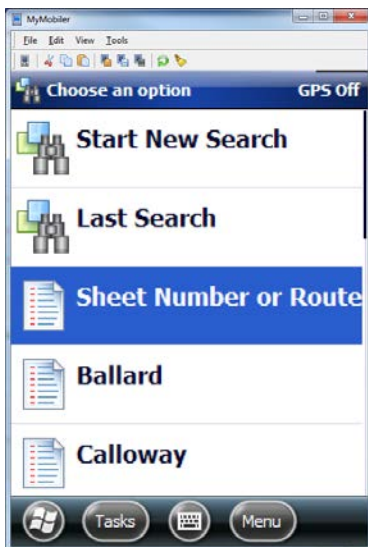 MyMobiler
File Edit View Tools
Choose an option GPS Off
Start New Search
Last Search
Sheet Number or Route
Ballard
Calloway
Tasks Menu